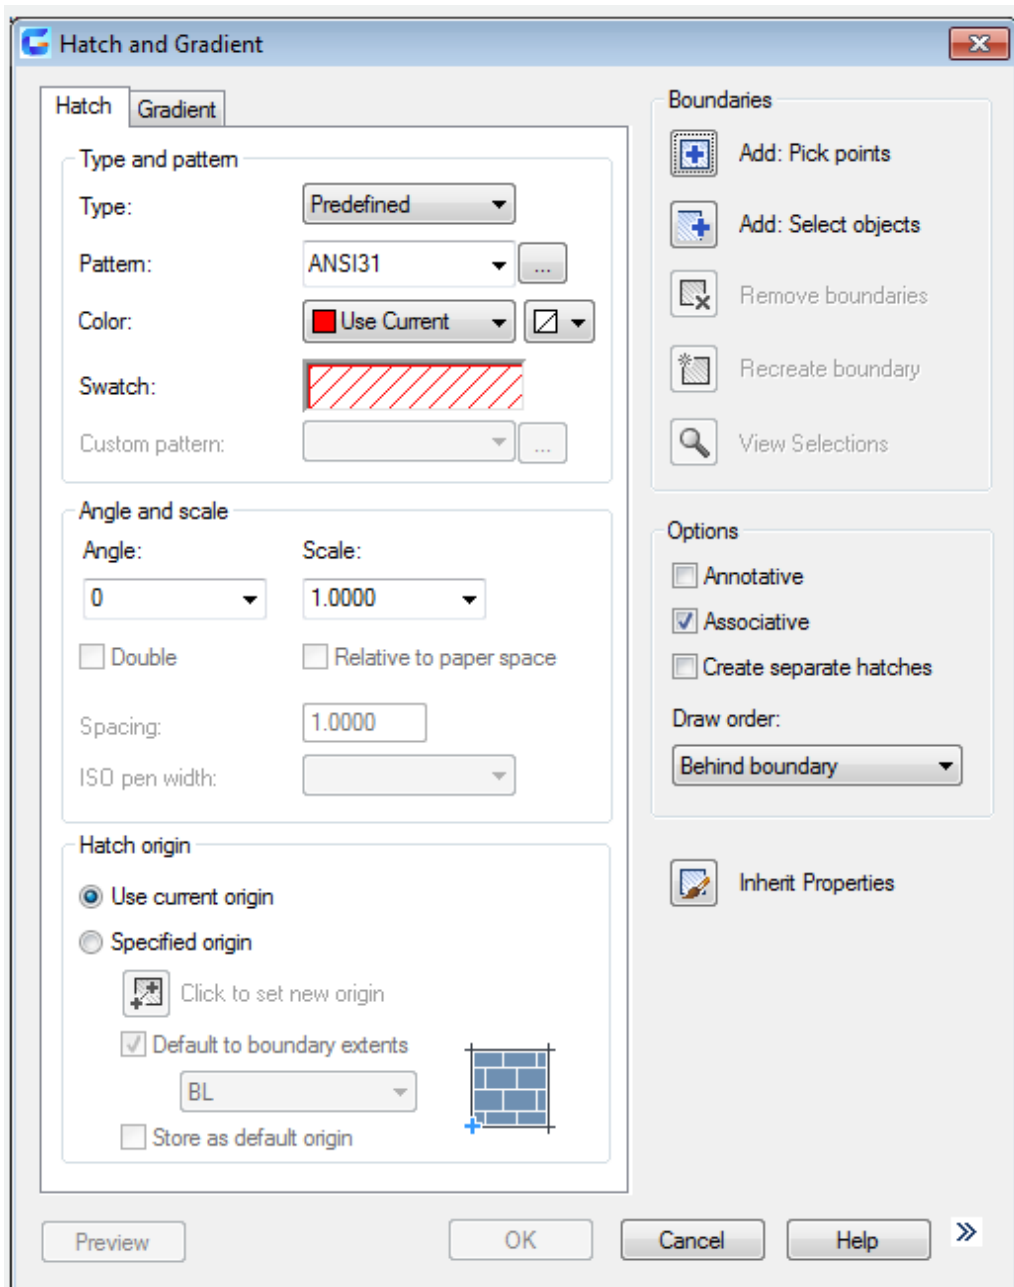 Hatch and Gradient
Hatch
Gradient
Type and pattern
Type:
Predefined
Pattern:
ANSI31
...
Color:
Use Current
Swatch:
Custom pattern:
...
Angle and scale
Angle:
Scale:
0
1.0000
Double
Relative to paper space
Spacing:
1.0000
ISO pen width:
Hatch origin
Use current origin
Specified origin
Click to set new origin
Default to boundary extents
BL
Store as default origin
Boundaries
Add: Pick points
Add: Select objects
Remove boundaries
Recreate boundary
View Selections
Options
Annotative
Associative
Create separate hatches
Draw order:
Behind boundary
Inherit Properties
Preview
OK
Cancel
Help